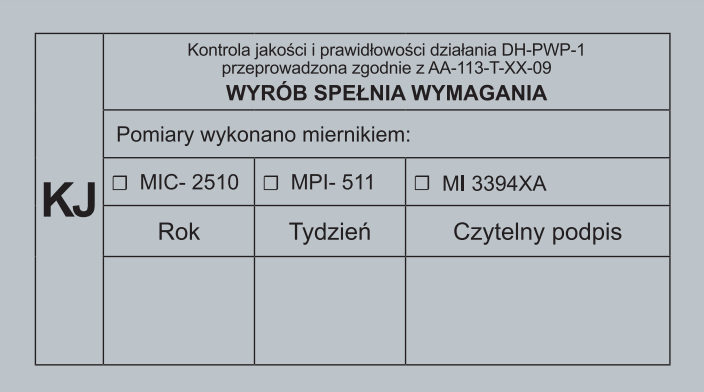 Kontrola jakości i prawidłowości działania DH-PWP-1
przeprowadzona zgodnie z AA-113-T-XX-09
WYRÓB SPEŁNIA WYMAGANIA
Pomiary wykonano miernikiem:
KJ
☐ MIC- 2510 ☐ MPI- 511 ☐ MI 3394XA
Rok Tydzień Czytelny podpis